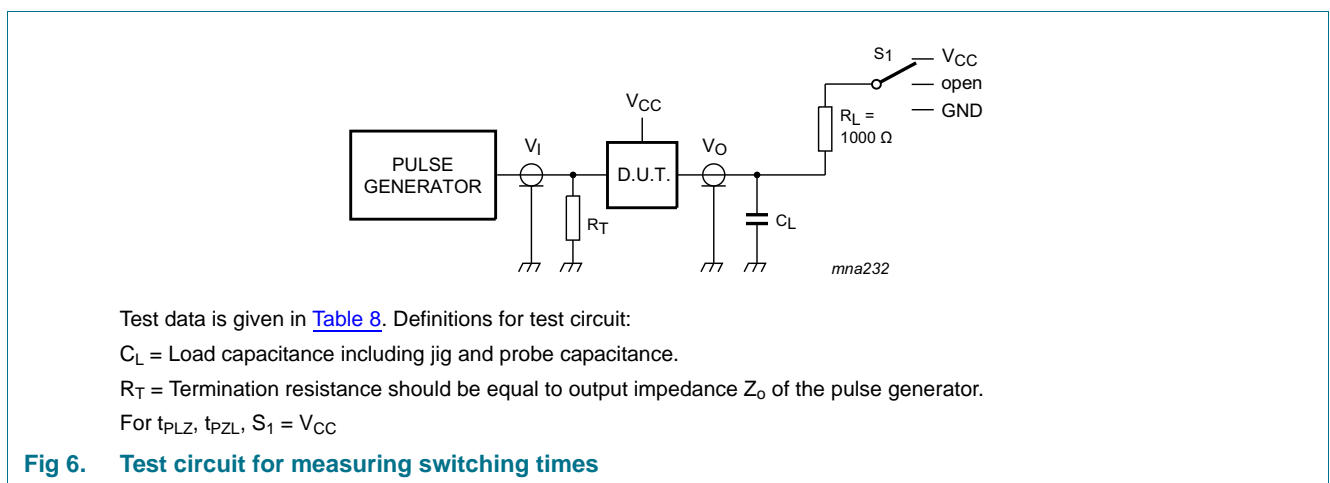 S1
VCC
open
GND
VCC
RL =
1000 Ω
PULSE
GENERATOR
VI
D.U.T.
VO
RT
CL
mna232
Test data is given in Table 8. Definitions for test circuit:
CL = Load capacitance including jig and probe capacitance.
RT = Termination resistance should be equal to output impedance Zo of the pulse generator.
For tPLZ, tPZL, S1 = VCC
Fig 6. Test circuit for measuring switching times